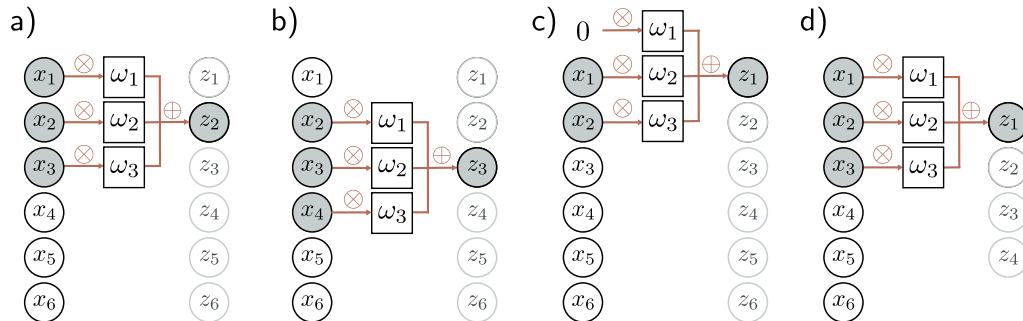 a)
x₁ ⊗ ω₁ z₁
x₂ ⊗ ω₂ ⊕ z₂
x₃ ⊗ ω₃ z₃
x₄ z₄
x₅ z₅
x₆ z₆
b)
x₁ z₁
x₂ ⊗ ω₁ z₂
x₃ ⊗ ω₂ ⊕ z₃
x₄ ⊗ ω₃ z₄
x₅ z₅
x₆ z₆
c)
0 ⊗ ω₁
x₁ ⊗ ω₂ ⊕ z₁
x₂ ⊗ ω₃ z₂
x₃ z₃
x₄ z₄
x₅ z₅
x₆ z₆
d)
x₁ ⊗ ω₁
x₂ ⊗ ω₂ ⊕ z₁
x₃ ⊗ ω₃ z₂
x₄ z₃
x₅ z₄
x₆